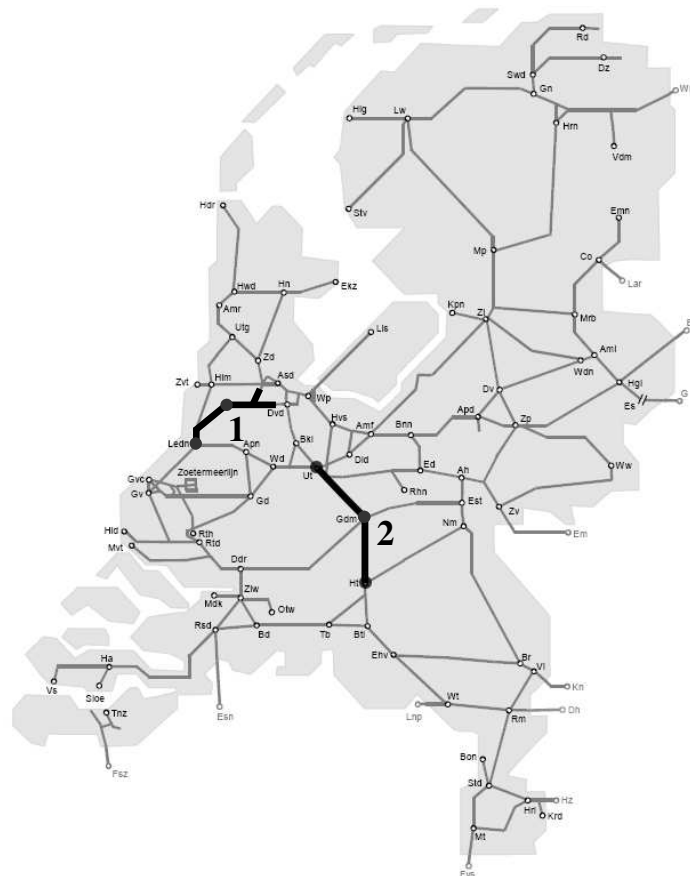 Rd
Swd
Dz
Gn
Hlg
Lw
Hrn
Vdm
Stv
Hdr
Emn
Mp
Co
Lar
Hwd
Hn
Ekz
Amr
Kpn
Zl
Mrb
Utg
Lls
Zd
Aml
Wdn
Asd
Zvt
Hlm
Wp
Hgl
Dv
Es
G
Dvd
Hvs
Apd
Zp
1
Amf
Bnn
Ledn
Apn
Bkl
Wd
Dld
Ut
Ed
Ah
Ww
Zoetermeerlijn
Gvc
Gv
Gd
Rhn
Est
Zv
Gdm
2
Nm
Em
Hld
Rth
Rtd
Mvt
Ddr
Ht
Zlw
Mdk
Otw
Rsd
Bd
Tb
Btl
Ha
Ehv
Br
Vl
Vs
Sloe
Kn
Tnz
Esn
Lnp
Wt
Rm
Dh
Fsz
Bon
Std
Hrl
Hz
Krd
Mt